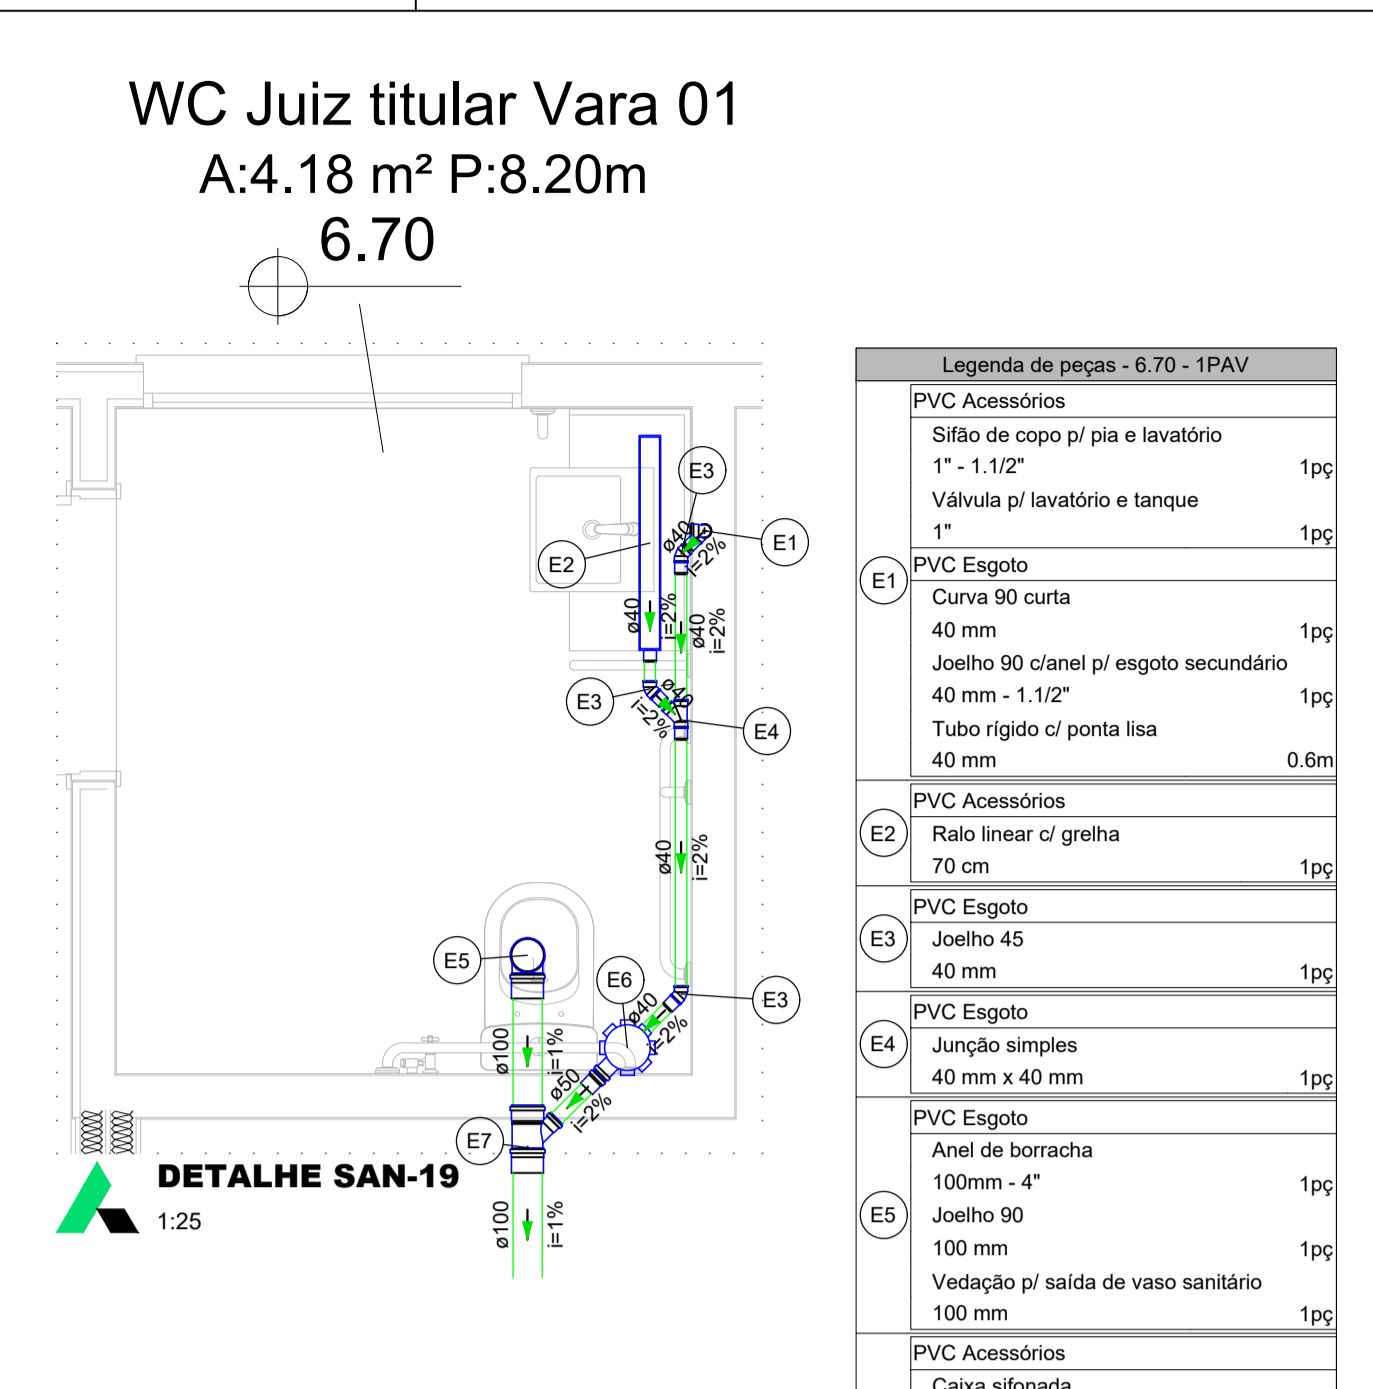 WC Juiz titular Vara 01
A:4.18 m² P:8.20m
6.70
E3
E1
E2
ø40
i=2%
ø40
i=2%
ø40
i=2%
E3
ø40
i=2%
E4
ø40
i=2%
E5
E6
E3
ø40
i=2%
ø100
i=1%
ø50
i=2%
E7
ø100
i=1%
DETALHE SAN-19
1:25
Legenda de peças - 6.70 - 1PAV
E1
PVC Acessórios
Sifão de copo p/ pia e lavatório
1" - 1.1/2" 1pç
Válvula p/ lavatório e tanque
1" 1pç
PVC Esgoto
Curva 90 curta
40 mm 1pç
Joelho 90 c/anel p/ esgoto secundário
40 mm - 1.1/2" 1pç
Tubo rígido c/ ponta lisa
40 mm 0.6m
E2
PVC Acessórios
Ralo linear c/ grelha
70 cm 1pç
E3
PVC Esgoto
Joelho 45
40 mm 1pç
E4
PVC Esgoto
Junção simples
40 mm x 40 mm 1pç
E5
PVC Esgoto
Anel de borracha
100mm - 4" 1pç
Joelho 90
100 mm 1pç
Vedação p/ saída de vaso sanitário
100 mm 1pç
PVC Acessórios
Caixa sifonada